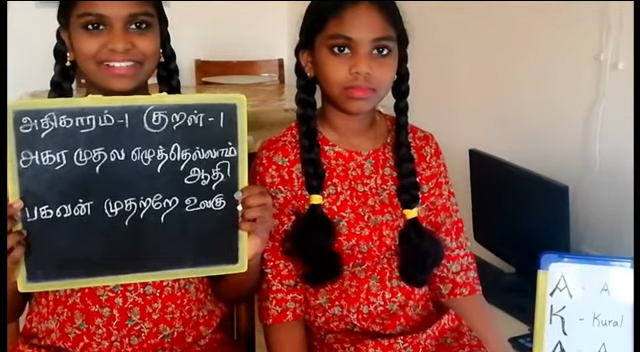 அதிகாரம்-1 குறள்-1
அகர முதல எழுத்தெல்லாம்
ஆதி
பகவன் முதற்றே உலகு
A - A
K - Kural
A - A